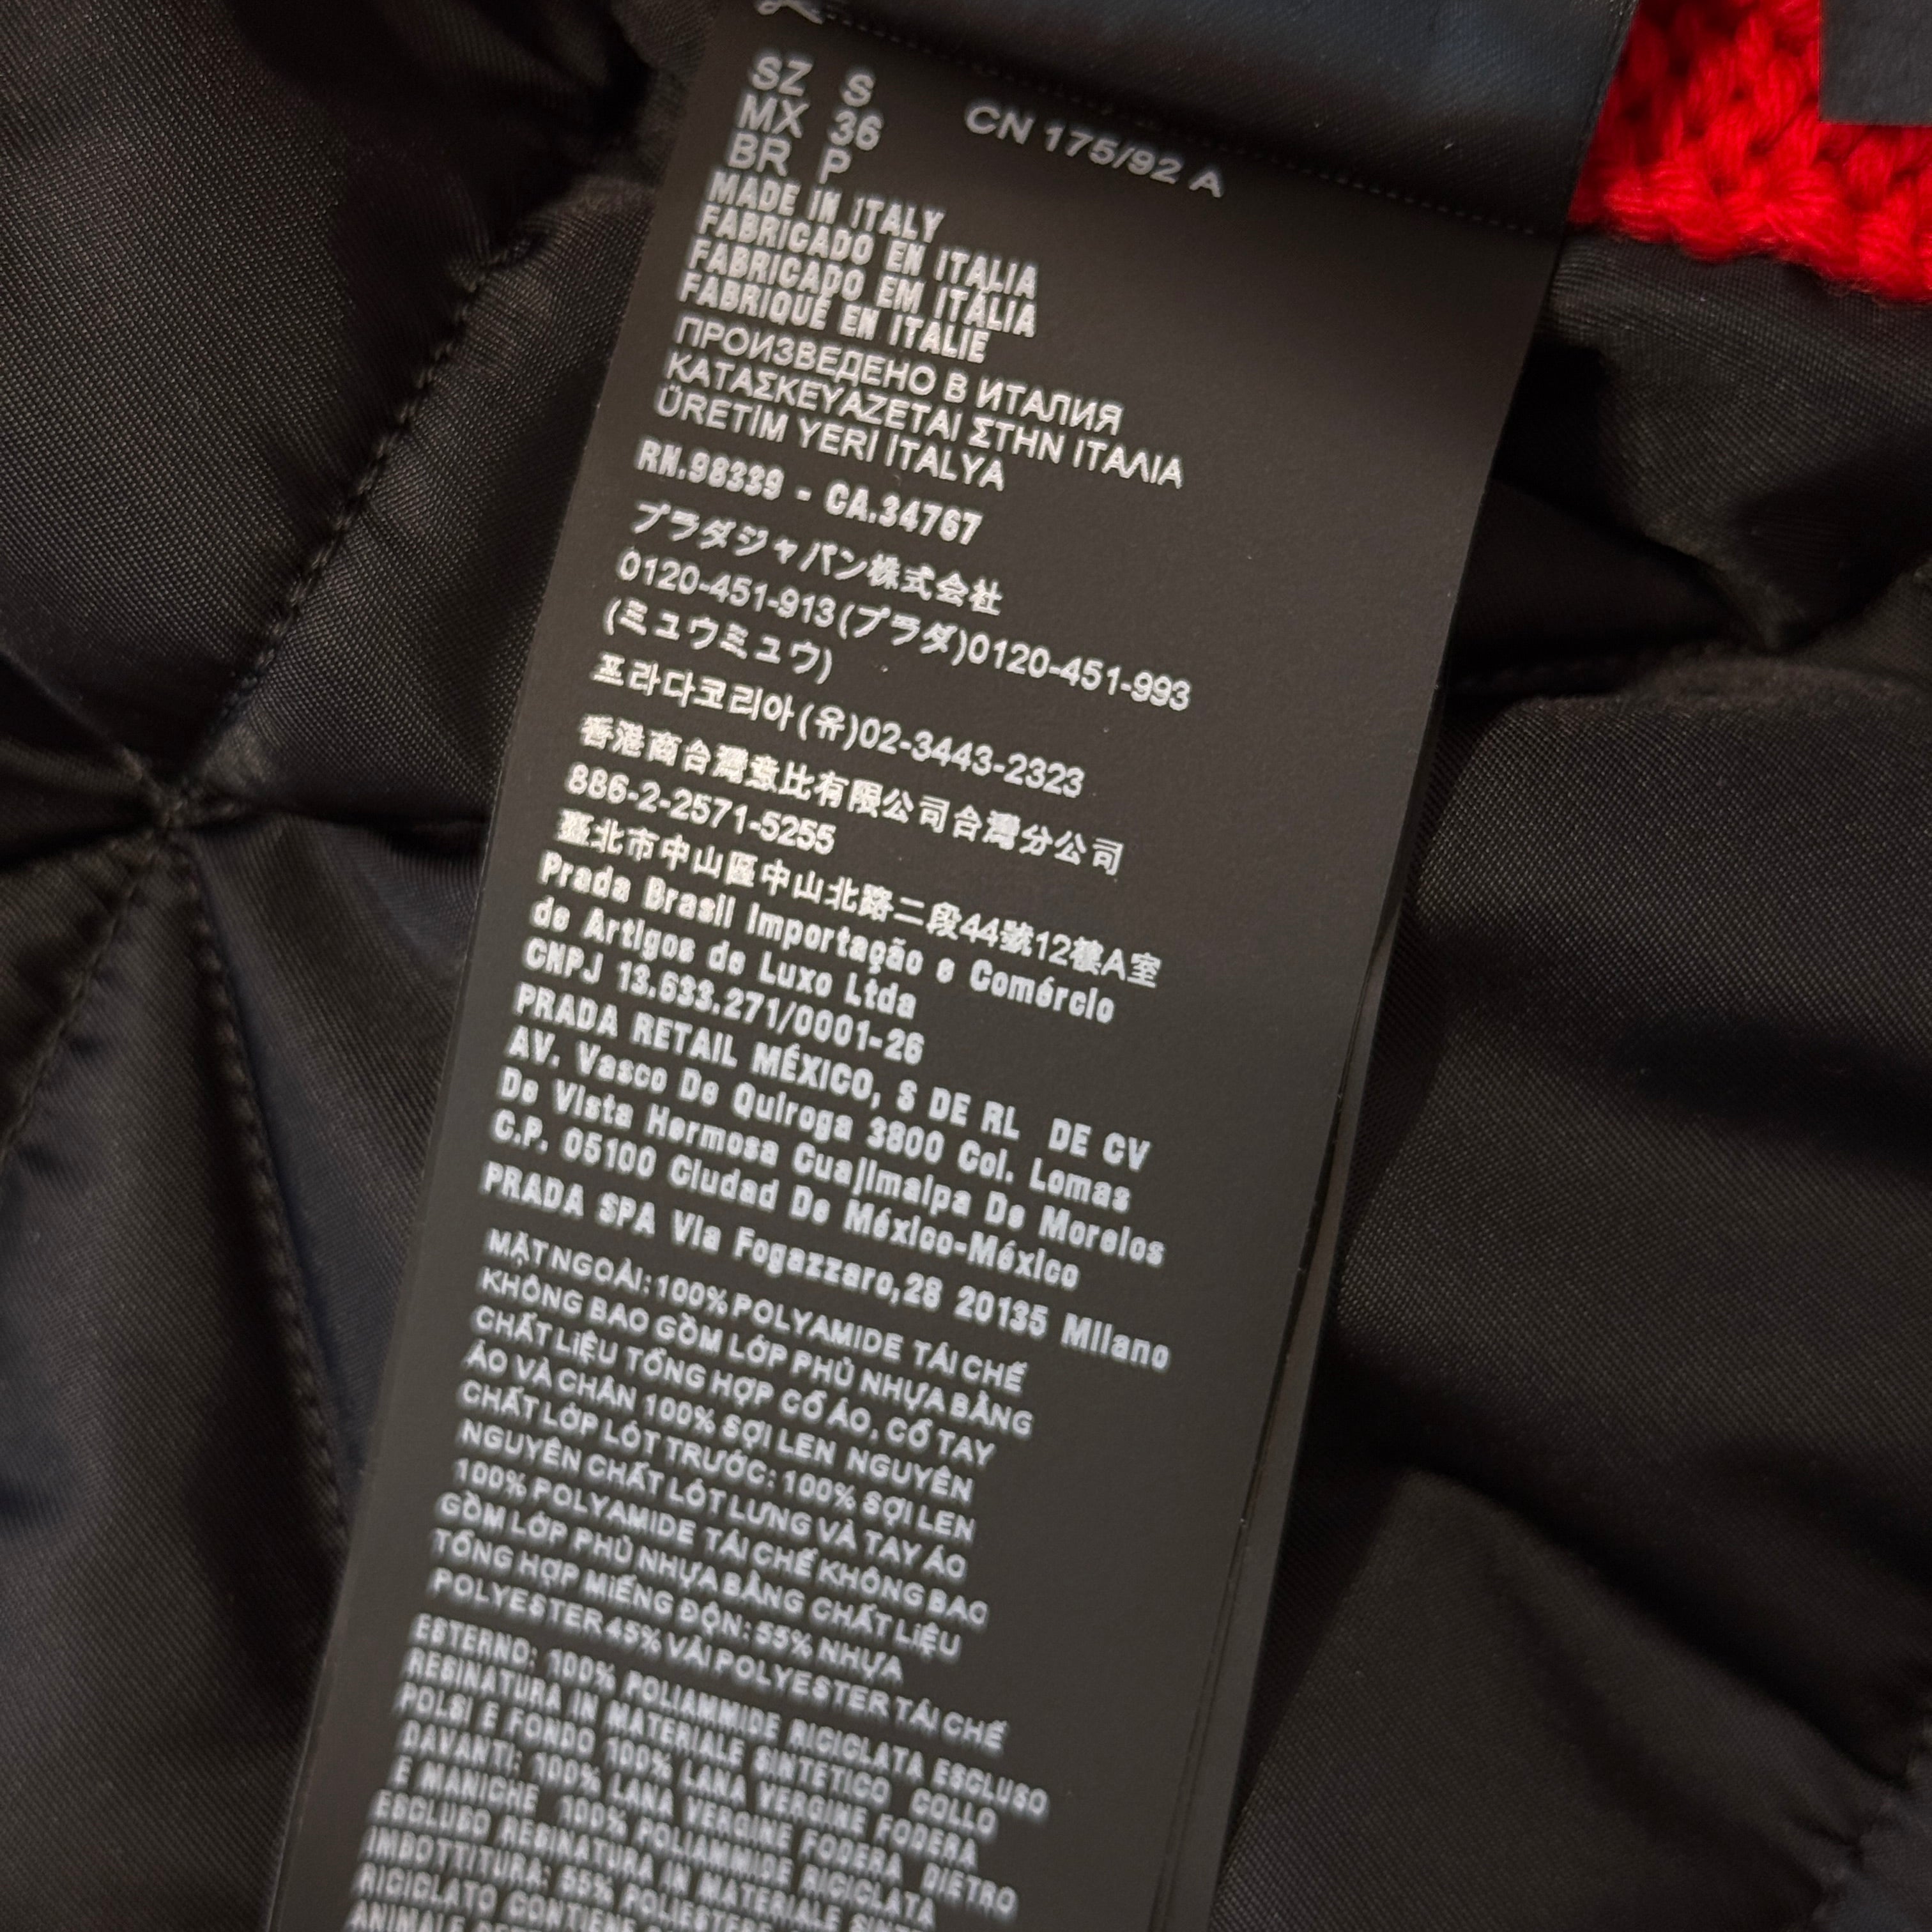 SZ S CN 175/92 A
MX 36
BR P
MADE IN ITALY
FABRICADO EN ITALIA
FABRICADO EM ITÁLIA
FABRIQUÉ EN ITALIE
ПРОИЗВЕДЕНО В ИТАЛИЯ
ΚΑΤΑΣΚΕΥΑΖΕΤΑΙ ΣΤΗΝ ΙΤΑΛΙΑ
ÜRETİM YERİ İTALYA
RN.98339 - CA.34767
プラダジャパン株式会社
0120-451-913(プラダ)0120-451-993
(ミュウミュウ)
프라다코리아(유)02-3443-2323
香港商台灣意比有限公司台灣分公司
886-2-2571-5255
臺北市中山區中山北路二段44號12樓A室
Prada Brasil Importação e Comércio
de Artigos de Luxo Ltda
CNPJ 13.633.271/0001-26
PRADA RETAIL MÉXICO, S DE RL DE CV
AV. Vasco De Quiroga 3800 Col. Lomas
De Vista Hermosa Cuajimalpa De Morelos
C.P. 05100 Ciudad De México-México
PRADA SPA Via Fogazzaro,28 20135 Milano
MẶT NGOÀI: 100% POLYAMIDE TÁI CHẾ
KHÔNG BAO GỒM LỚP PHỦ NHỰA BẰNG
CHẤT LIỆU TỔNG HỢP CỔ ÁO, CỔ TAY
ÁO VÀ CHÂN 100% SỢI LEN NGUYÊN
CHẤT LỚP LÓT TRƯỚC: 100% SỢI LEN
NGUYÊN CHẤT LÓT LƯNG VÀ TAY ÁO
100% POLYAMIDE TÁI CHẾ KHÔNG BAO
GỒM LỚP PHỦ NHỰA BẰNG CHẤT LIỆU
TỔNG HỢP MIẾNG ĐỘN: 55% NHỰA
POLYESTER 45% VẢI POLYESTER TÁI CHẾ
ESTERNO: 100% POLIAMMIDE RICICLATA ESCLUSO
RESINATURA IN MATERIALE SINTETICO COLLO
POLSI E FONDO 100% LANA VERGINE FODERA
DAVANTI: 100% LANA VERGINE FODERA DIETRO
E MANICHE 100% POLIAMMIDE RICICLATA
ESCLUSO RESINATURA IN MATERIALE
IMBOTTITURA: 55% POLIESTERE
RICICLATO CONTIENE
ANIMALE